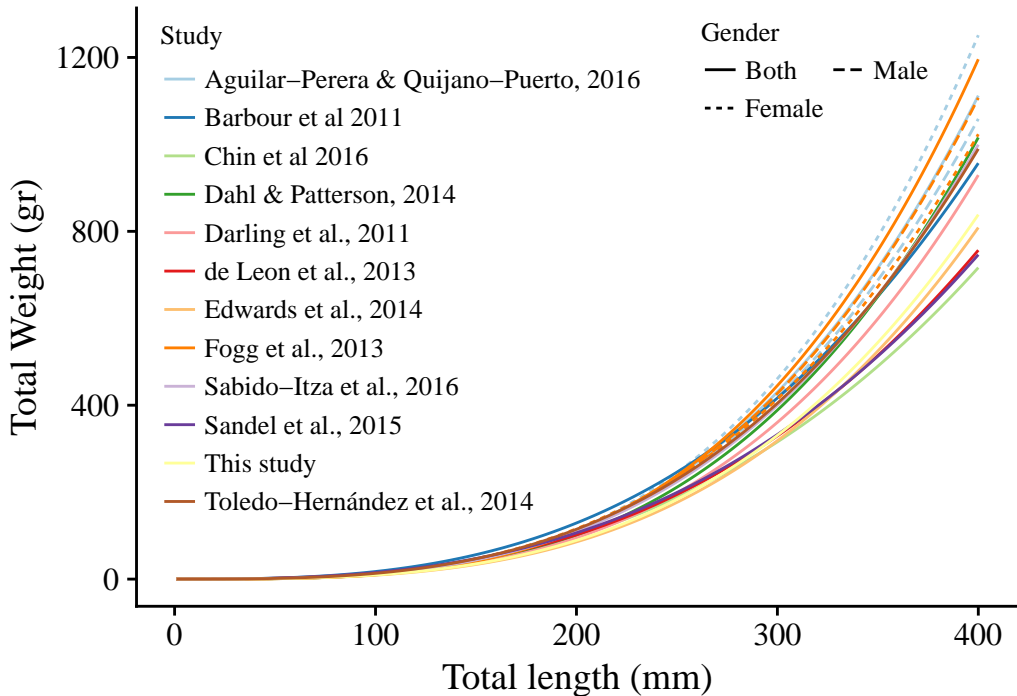 Study
Aguilar–Perera & Quijano–Puerto, 2016
Barbour et al 2011
Chin et al 2016
Dahl & Patterson, 2014
Darling et al., 2011
de Leon et al., 2013
Edwards et al., 2014
Fogg et al., 2013
Sabido–Itza et al., 2016
Sandel et al., 2015
This study
Toledo–Hernández et al., 2014
Gender
Both
Male
Female
Total Weight (gr)
1200
800
400
0
0
100
200
300
400
Total length (mm)